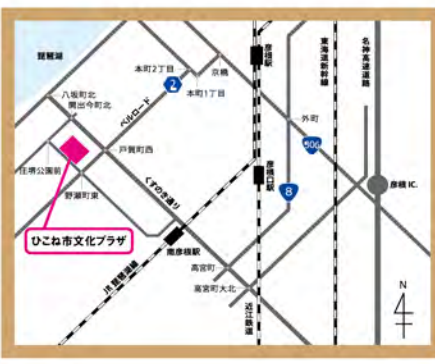 琵琶湖
本町2丁目
京橋
彦根駅
東海道新幹線
名神高速道路
八坂町北
開出今町北
2
本町1丁目
ベルロード
外町
306
戸賀町西
庄堺公園前
くすのき通り
彦根口駅
8
彦根IC.
野瀬町東
ひこね市文化プラザ
南彦根駅
JR琵琶湖線
高宮町
高宮町大北
近江鉄道
N
4